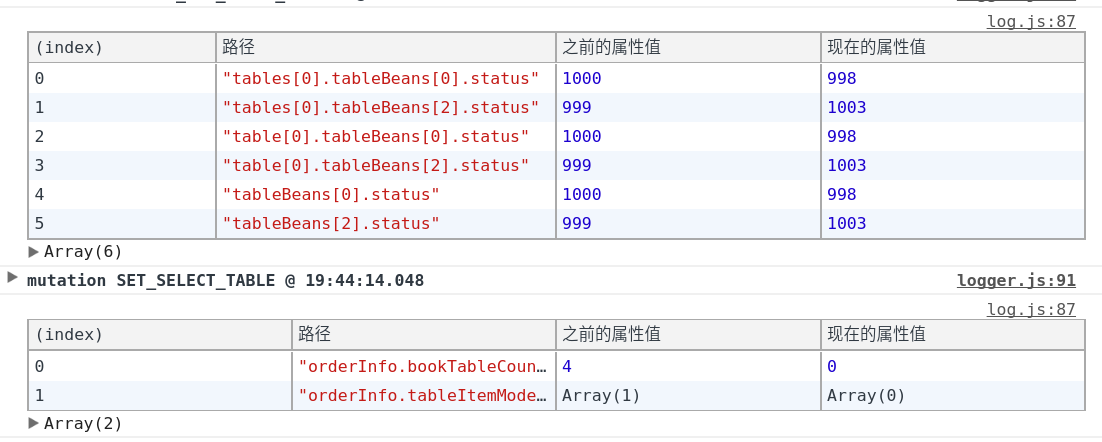 log.js:87
(index) 路径 之前的属性值 现在的属性值
0 "tables[0].tableBeans[0].status" 1000 998
1 "tables[0].tableBeans[2].status" 999 1003
2 "table[0].tableBeans[0].status" 1000 998
3 "table[0].tableBeans[2].status" 999 1003
4 "tableBeans[0].status" 1000 998
5 "tableBeans[2].status" 999 1003
▶Array(6)
▶ mutation SET_SELECT_TABLE @ 19:44:14.048 logger.js:91
log.js:87
(index) 路径 之前的属性值 现在的属性值
0 "orderInfo.bookTableCoun… 4 0
1 "orderInfo.tableItemMode… Array(1) Array(0)
▶Array(2)